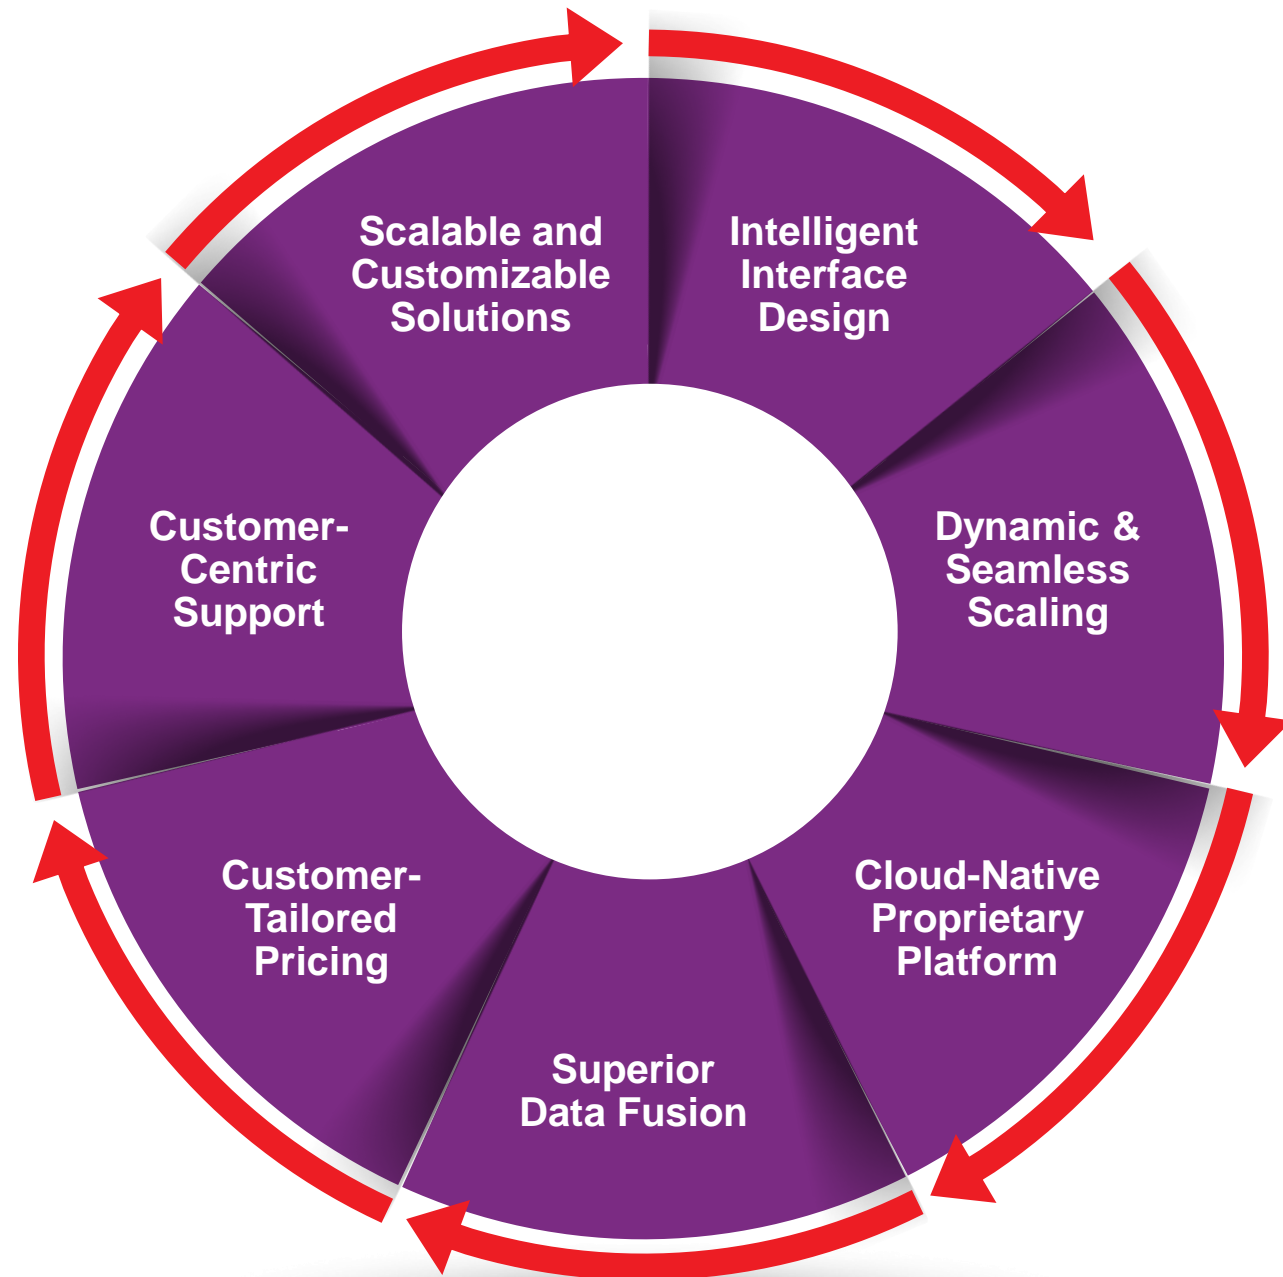 Scalable and
Customizable
Solutions
Intelligent
Interface
Design
Dynamic &
Seamless
Scaling
Cloud-Native
Proprietary
Platform
Superior
Data Fusion
Customer-
Tailored
Pricing
Customer-
Centric
Support